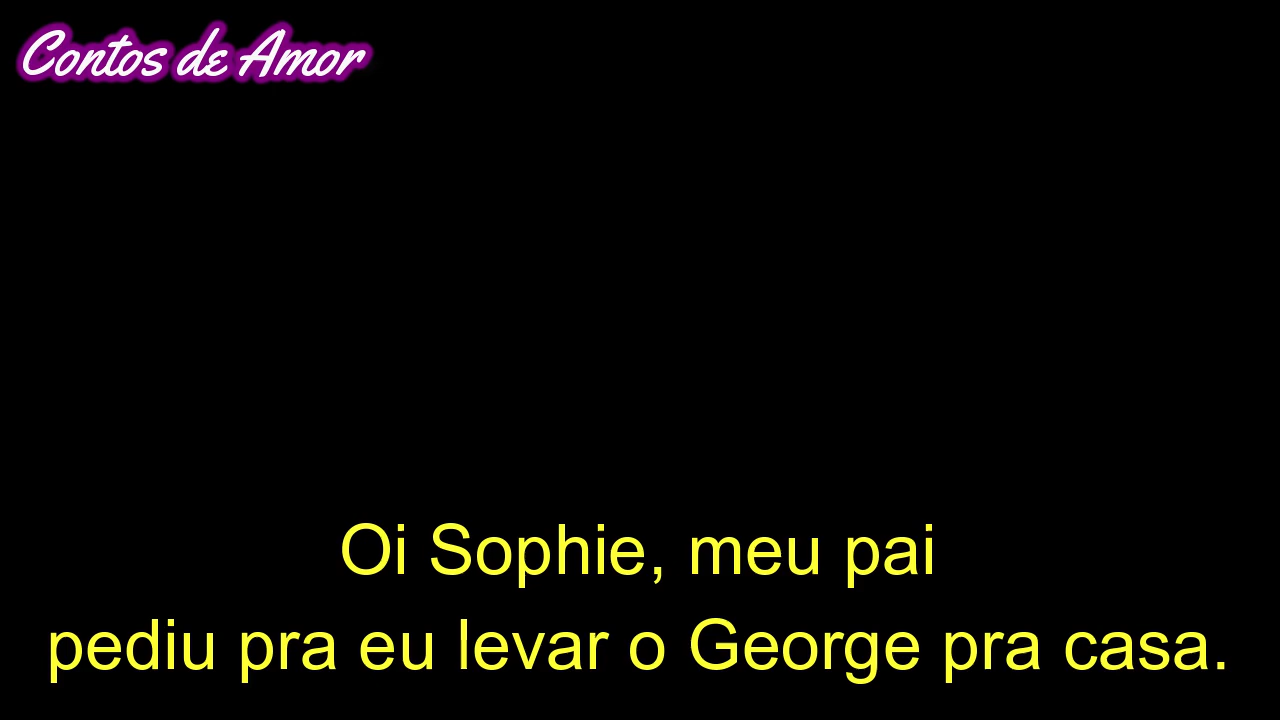 Contos de Amor
Oi Sophie, meu pai
pediu pra eu levar o George pra casa.